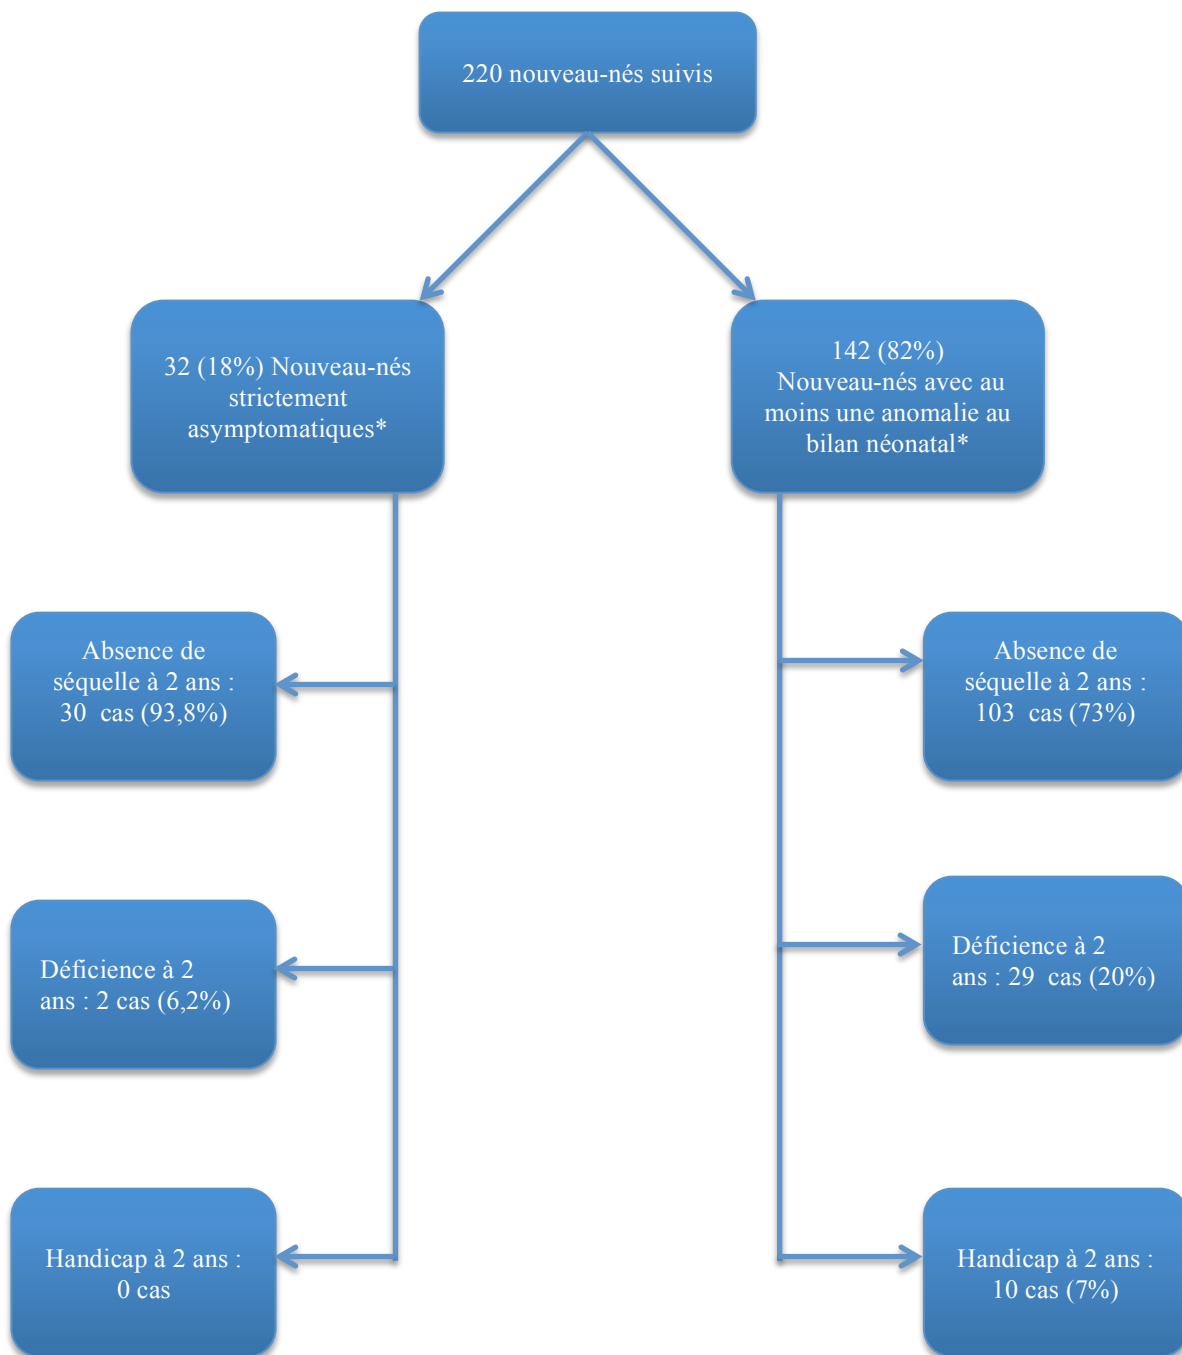 220 nouveau-nés suivis
32 (18%) Nouveau-nés
strictement
asymptomatiques*
142 (82%)
Nouveau-nés avec au
moins une anomalie au
bilan néonatal*
Absence de
séquelle à 2 ans :
30 cas (93,8%)
Absence de
séquelle à 2 ans :
103 cas (73%)
Déficience à 2
ans : 2 cas (6,2%)
Déficience à 2
ans : 29 cas (20%)
Handicap à 2 ans :
0 cas
Handicap à 2 ans :
10 cas (7%)